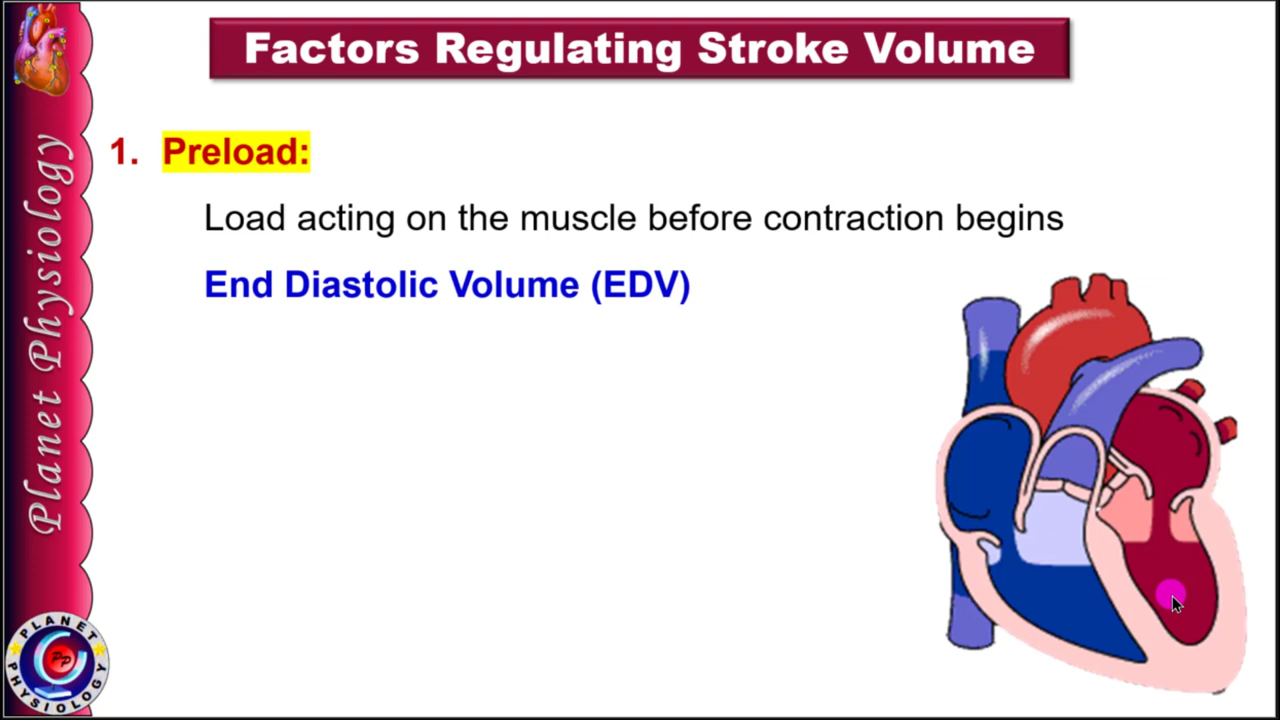 Factors Regulating Stroke Volume
1. Preload:
Load acting on the muscle before contraction begins
End Diastolic Volume (EDV)
Planet Physiology
PLANET
PHYSIOLOGY
PP